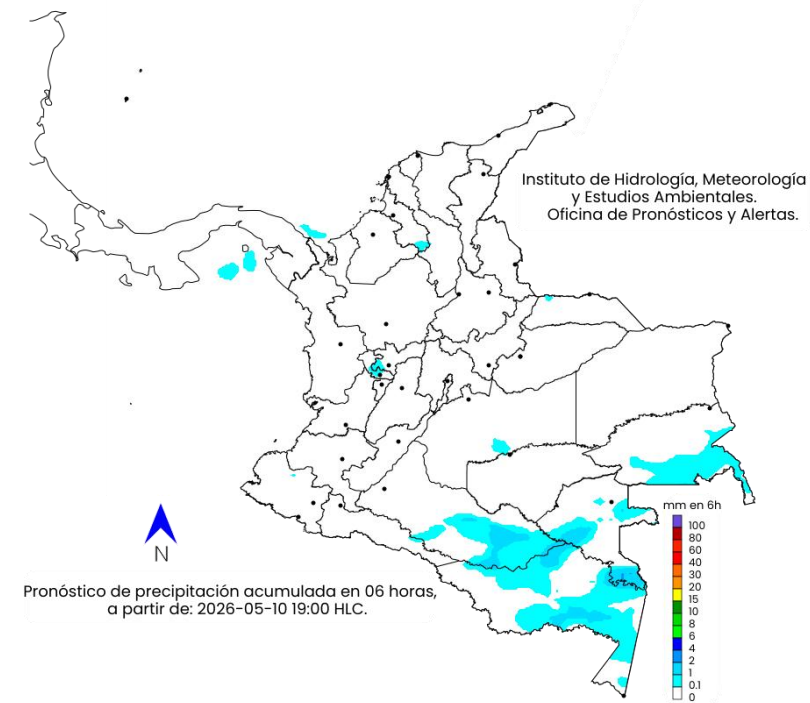 Instituto de Hidrología, Meteorología
y Estudios Ambientales.
Oficina de Pronósticos y Alertas.
N
Pronóstico de precipitación acumulada en 06 horas,
a partir de: 2026-05-10 19:00 HLC.
mm en 6h
100
80
60
40
30
20
15
10
8
6
4
2
1
0.1
0